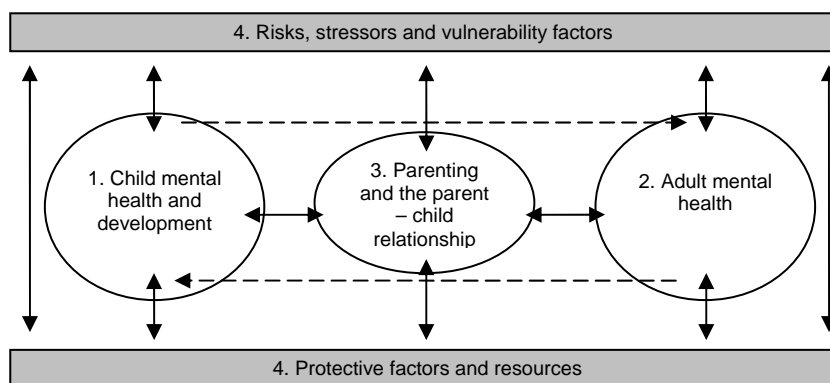 4. Risks, stressors and vulnerability factors
1. Child mental
health and
development
3. Parenting
and the parent
– child
relationship
2. Adult mental
health
4. Protective factors and resources